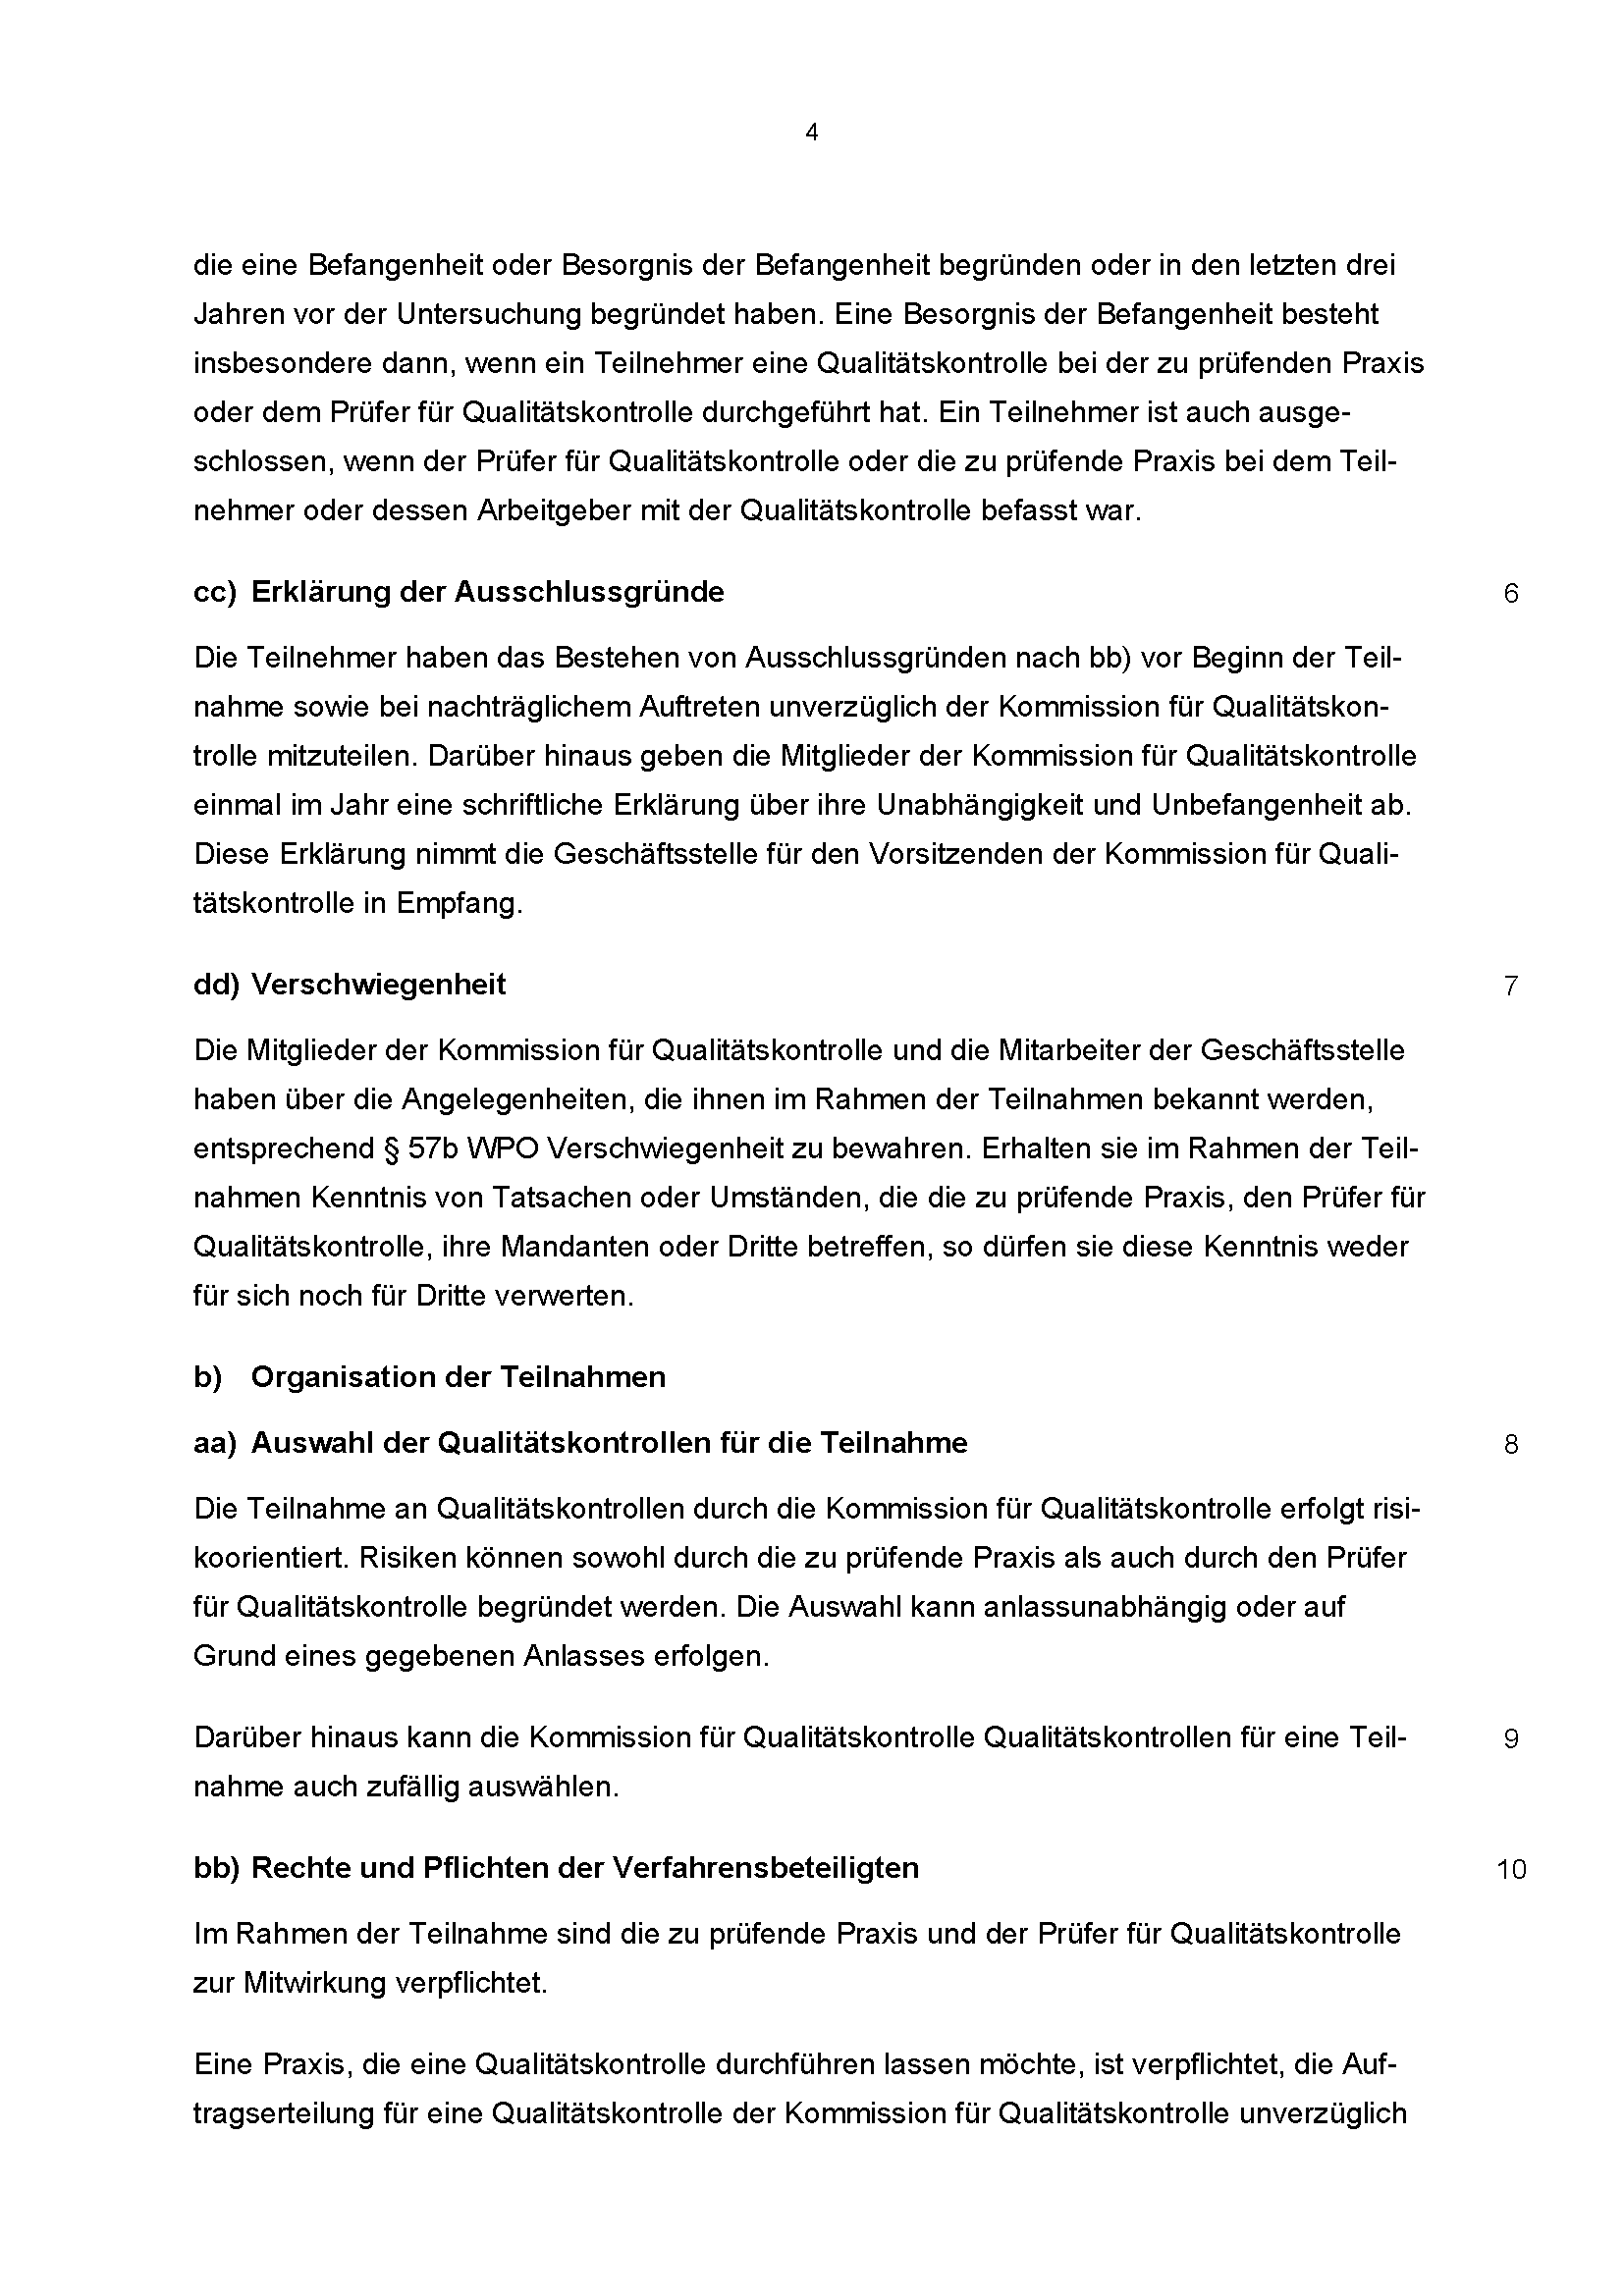 4
die eine Befangenheit oder Besorgnis der Befangenheit begründen oder in den letzten drei
Jahren vor der Untersuchung begründet haben. Eine Besorgnis der Befangenheit besteht
insbesondere dann, wenn ein Teilnehmer eine Qualitätskontrolle bei der zu prüfenden Praxis
oder dem Prüfer für Qualitätskontrolle durchgeführt hat. Ein Teilnehmer ist auch ausge-
schlossen, wenn der Prüfer für Qualitätskontrolle oder die zu prüfende Praxis bei dem Teil-
nehmer oder dessen Arbeitgeber mit der Qualitätskontrolle befasst war.
cc) Erklärung der Ausschlussgründe 6
Die Teilnehmer haben das Bestehen von Ausschlussgründen nach bb) vor Beginn der Teil-
nahme sowie bei nachträglichem Auftreten unverzüglich der Kommission für Qualitätskon-
trolle mitzuteilen. Darüber hinaus geben die Mitglieder der Kommission für Qualitätskontrolle
einmal im Jahr eine schriftliche Erklärung über ihre Unabhängigkeit und Unbefangenheit ab.
Diese Erklärung nimmt die Geschäftsstelle für den Vorsitzenden der Kommission für Quali-
tätskontrolle in Empfang.
dd) Verschwiegenheit 7
Die Mitglieder der Kommission für Qualitätskontrolle und die Mitarbeiter der Geschäftsstelle
haben über die Angelegenheiten, die ihnen im Rahmen der Teilnahmen bekannt werden,
entsprechend § 57b WPO Verschwiegenheit zu bewahren. Erhalten sie im Rahmen der Teil-
nahmen Kenntnis von Tatsachen oder Umständen, die die zu prüfende Praxis, den Prüfer für
Qualitätskontrolle, ihre Mandanten oder Dritte betreffen, so dürfen sie diese Kenntnis weder
für sich noch für Dritte verwerten.
b) Organisation der Teilnahmen
aa) Auswahl der Qualitätskontrollen für die Teilnahme 8
Die Teilnahme an Qualitätskontrollen durch die Kommission für Qualitätskontrolle erfolgt risi-
koorientiert. Risiken können sowohl durch die zu prüfende Praxis als auch durch den Prüfer
für Qualitätskontrolle begründet werden. Die Auswahl kann anlassunabhängig oder auf
Grund eines gegebenen Anlasses erfolgen.
Darüber hinaus kann die Kommission für Qualitätskontrolle Qualitätskontrollen für eine Teil- 9
nahme auch zufällig auswählen.
bb) Rechte und Pflichten der Verfahrensbeteiligten 10
Im Rahmen der Teilnahme sind die zu prüfende Praxis und der Prüfer für Qualitätskontrolle
zur Mitwirkung verpflichtet.
Eine Praxis, die eine Qualitätskontrolle durchführen lassen möchte, ist verpflichtet, die Auf-
tragserteilung für eine Qualitätskontrolle der Kommission für Qualitätskontrolle unverzüglich